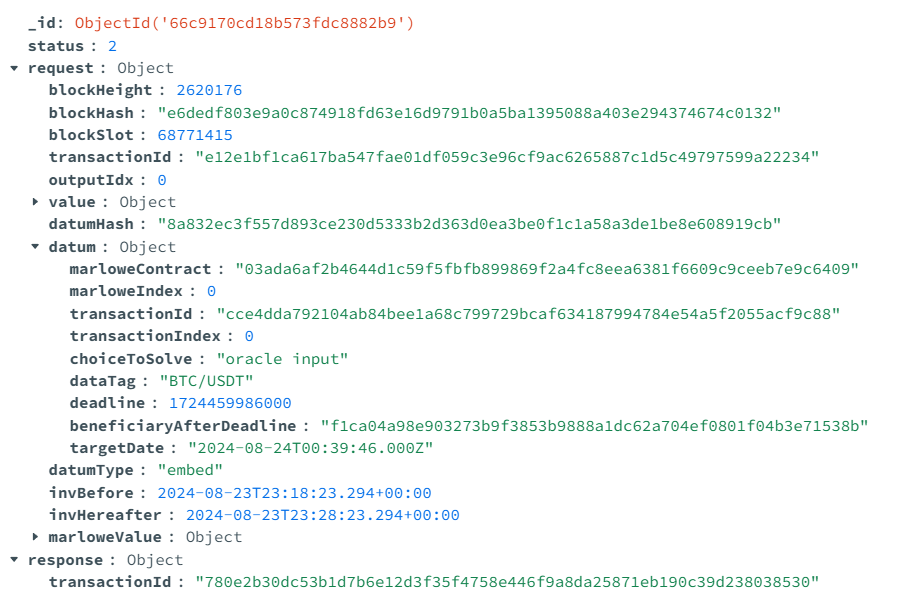 _id: ObjectId('66c9170cd18b573fdc8882b9')
status : 2
request : Object
blockHeight : 2620176
blockHash : "e6dedf803e9a0c874918fd63e16d9791b0a5ba1395088a403e294374674c0132"
blockSlot : 68771415
transactionId : "e12e1bf1ca617ba547fae01df059c3e96cf9ac6265887c1d5c49797599a22234"
outputIdx : 0
value : Object
datumHash : "8a832ec3f557d893ce230d5333b2d363d0ea3be0f1c1a58a3de1be8e608919cb"
datum : Object
marloweContract : "03ada6af2b4644d1c59f5fbfb899869f2a4fc8eea6381f6609c9ceeb7e9c6409"
marloweIndex : 0
transactionId : "cce4dda792104ab84bee1a68c799729bcaf634187994784e54a5f2055acf9c88"
transactionIndex : 0
choiceToSolve : "oracle input"
dataTag : "BTC/USDT"
deadline : 1724459986000
beneficiaryAfterDeadline : "f1ca04a98e903273b9f3853b9888a1dc62a704ef0801f04b3e71538b"
targetDate : "2024-08-24T00:39:46.000Z"
datumType : "embed"
invBefore : 2024-08-23T23:18:23.294+00:00
invHereafter : 2024-08-23T23:28:23.294+00:00
marloweValue : Object
response : Object
transactionId : "780e2b30dc53b1d7b6e12d3f35f4758e446f9a8da25871eb190c39d238038530"